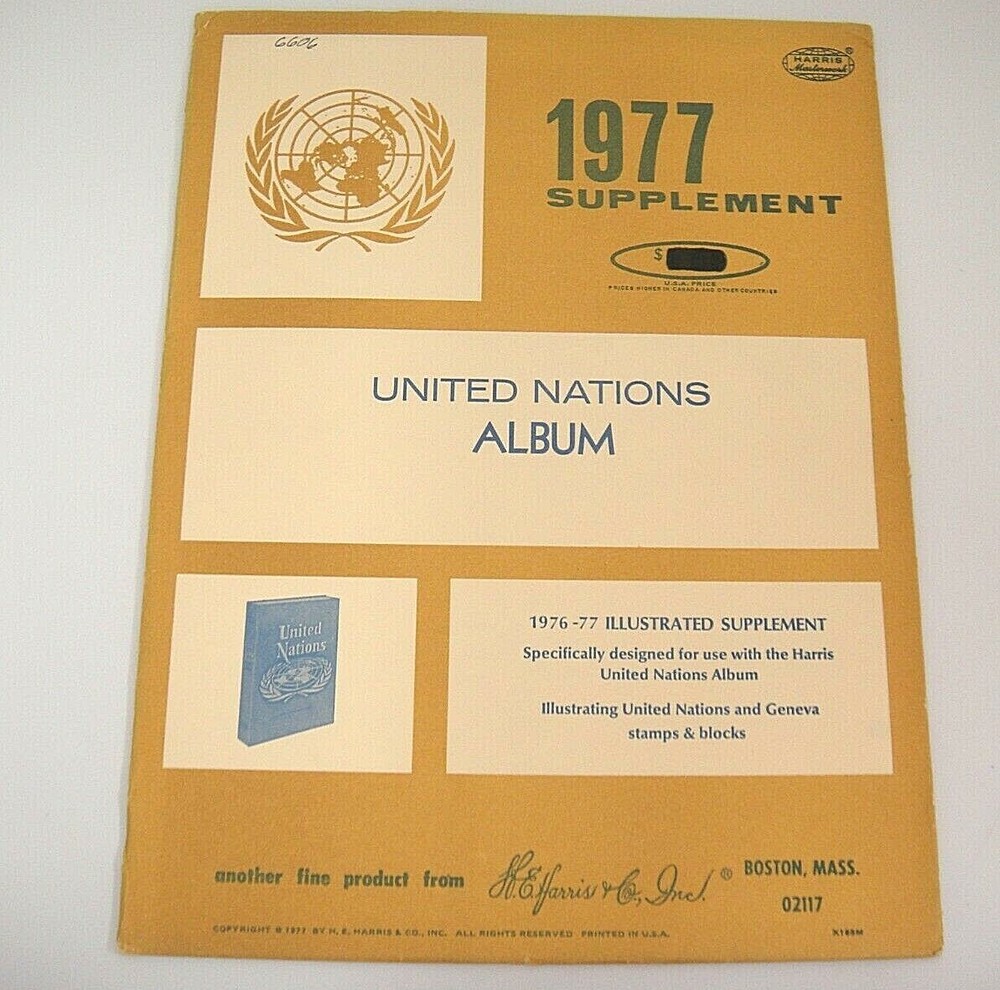 6606
HARRIS
Masterwork
®
1977
SUPPLEMENT
$
U.S.A. PRICE
PRICES HIGHER IN CANADA AND OTHER COUNTRIES
UNITED NATIONS
ALBUM
United
Nations
1976-77 ILLUSTRATED SUPPLEMENT
Specifically designed for use with the Harris
United Nations Album
Illustrating United Nations and Geneva
stamps & blocks
another fine product from H.E. Harris & Co., Inc. ® BOSTON, MASS.
02117
COPYRIGHT © 1977 BY H. E. HARRIS & CO., INC. ALL RIGHTS RESERVED PRINTED IN U.S.A.